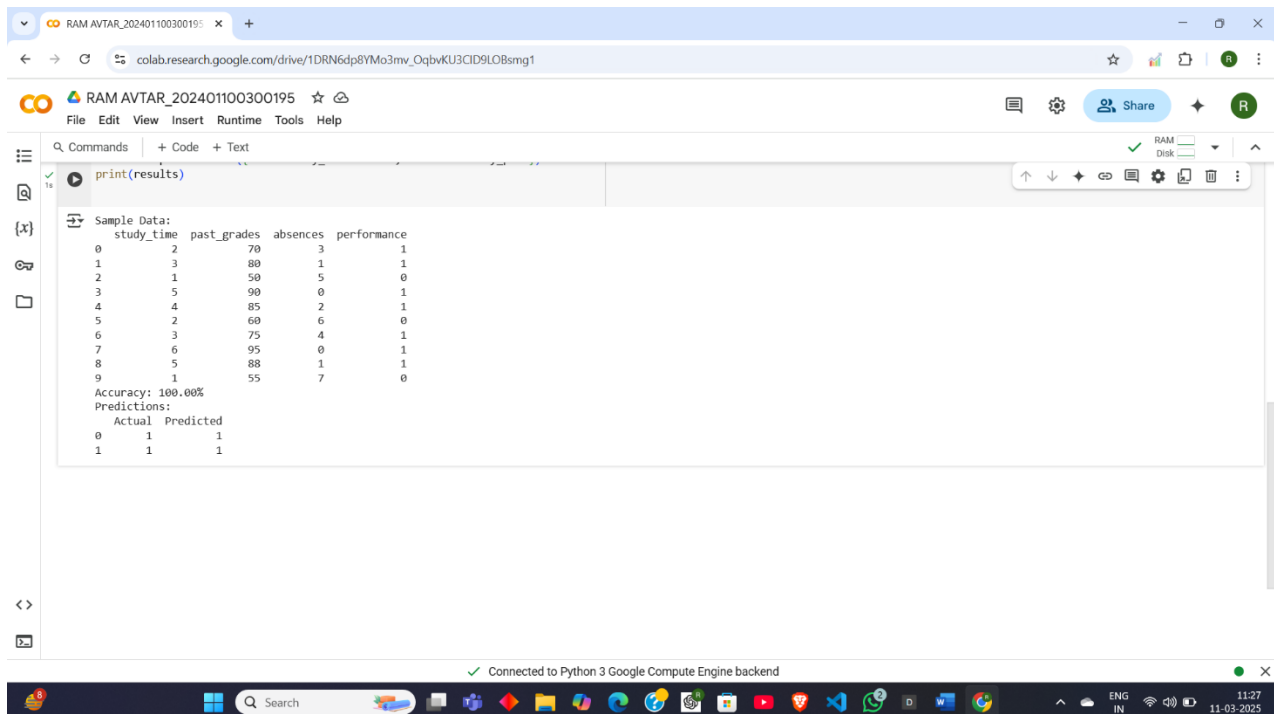 RAM AVTAR_202401100300195
colab.research.google.com/drive/1DRN6dp8YMo3mv_OqbvKU3CID9LOBsmg1
R
CO RAM AVTAR_202401100300195
File Edit View Insert Runtime Tools Help
Share
R
Commands + Code + Text
RAM
Disk
print(results)
1s
{x}
Sample Data:
study_time past_grades absences performance
0 2 70 3 1
1 3 80 1 1
2 1 50 5 0
3 5 90 0 1
4 4 85 2 1
5 2 60 6 0
6 3 75 4 1
7 6 95 0 1
8 5 88 1 1
9 1 55 7 0
Accuracy: 100.00%
Predictions:
Actual Predicted
0 1 1
1 1 1
Connected to Python 3 Google Compute Engine backend
8
Search
2
ENG
IN
11:27
11-03-2025